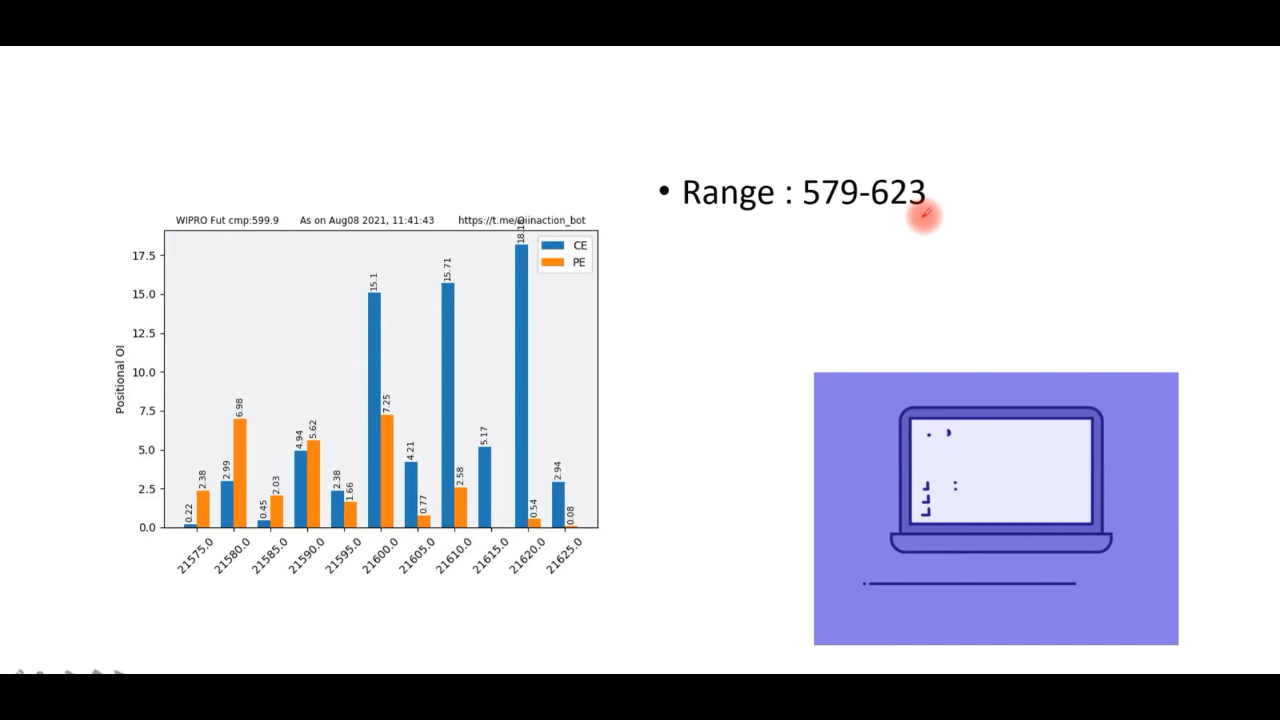 • Range : 579-623
WIPRO Fut cmp:599.9 As on Aug08 2021, 11:41:43 https://t.me/oiinaction_bot
CE
PE
Positional OI
17.5
15.0
12.5
10.0
7.5
5.0
2.5
0.0
0.22 2.38 2.99 6.98 0.45 2.03 4.94 5.62 2.38 1.66 15.1 7.25 4.21 0.77 15.71 2.58 5.17 0.54 2.94 0.08
21575.0 21580.0 21585.0 21590.0 21595.0 21600.0 21605.0 21610.0 21615.0 21620.0 21625.0